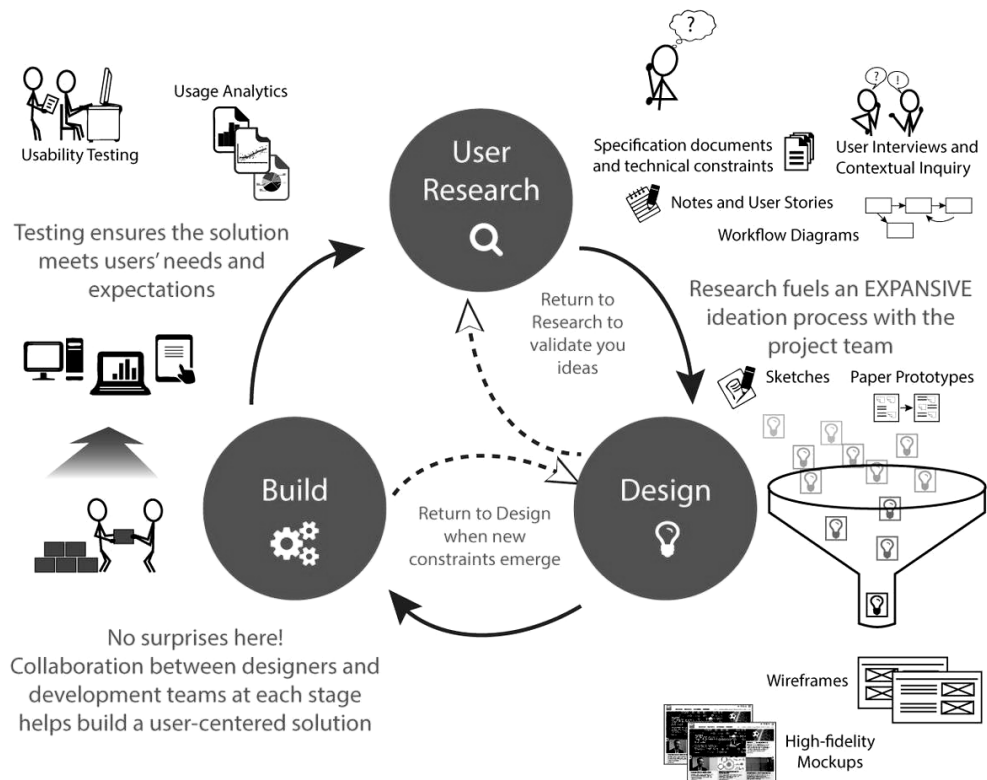 ?
Usage Analytics
Usability Testing
User
Research
? !
Specification documents
and technical constraints
User Interviews and
Contextual Inquiry
Notes and User Stories
Workflow Diagrams
Testing ensures the solution
meets users' needs and
expectations
Return to
Research to
validate you
ideas
Research fuels an EXPANSIVE
ideation process with the
project team
Sketches
Paper Prototypes
Build
Design
Return to Design
when new
constraints emerge
No surprises here!
Collaboration between designers and
development teams at each stage
helps build a user-centered solution
Wireframes
High-fidelity
Mockups